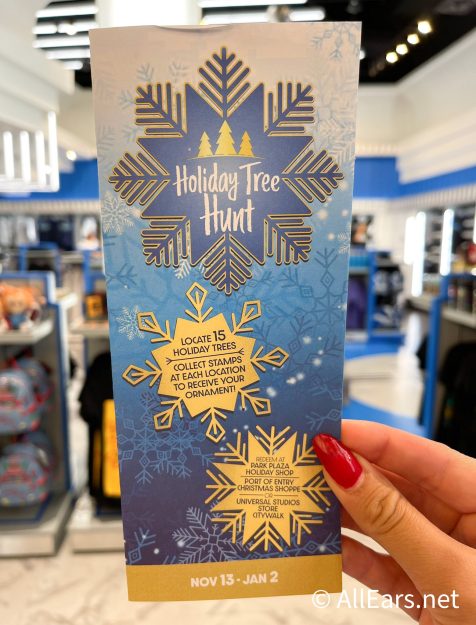 Holiday Tree
Hunt
LOCATE 15
HOLIDAY TREES
COLLECT STAMPS
AT EACH LOCATION
TO RECEIVE YOUR
ORNAMENT!
REDEEM AT
PARK PLAZA
HOLIDAY SHOP
PORT OF ENTRY
CHRISTMAS SHOPPE
OR
UNIVERSAL STUDIOS
STORE
CITYWALK
NOV 13 - JAN 2
© AllEars.net